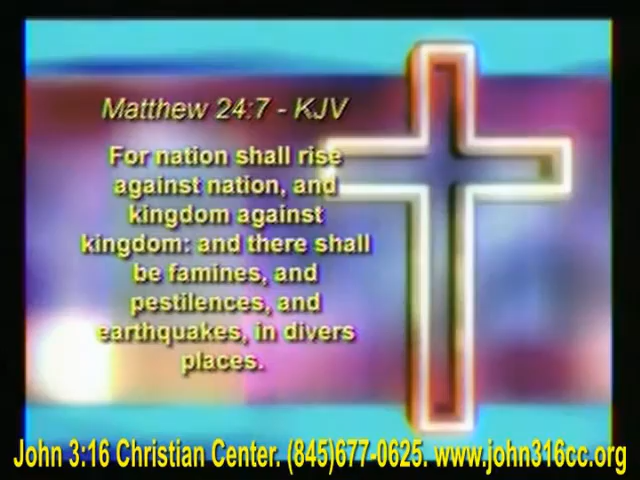 Matthew 24:7 - KJV
For nation shall rise
against nation, and
kingdom against
kingdom: and there shall
be famines, and
pestilences, and
earthquakes, in divers
places.
John 3:16 Christian Center. (845)677-0625. www.john316cc.org